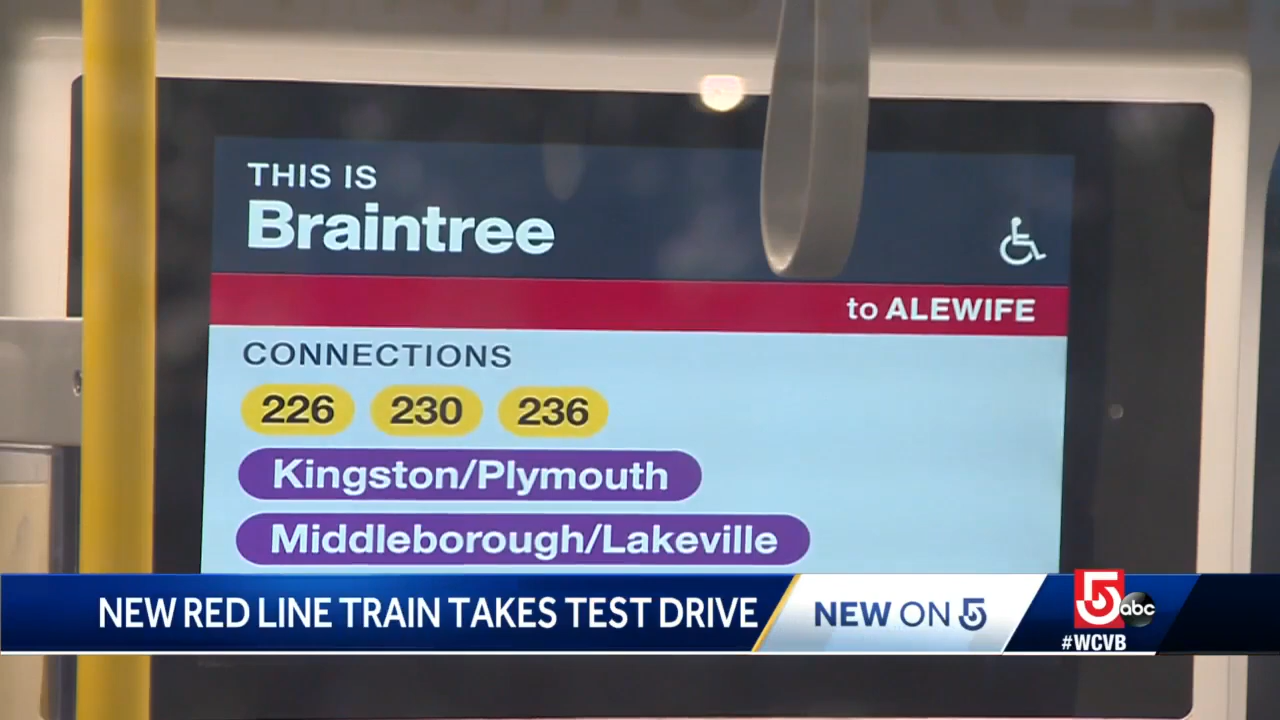 THIS IS
Braintree
to ALEWIFE
CONNECTIONS
226 230 236
Kingston/Plymouth
Middleborough/Lakeville
NEW RED LINE TRAIN TAKES TEST DRIVE
NEW ON 5
5 abc
#WCVB